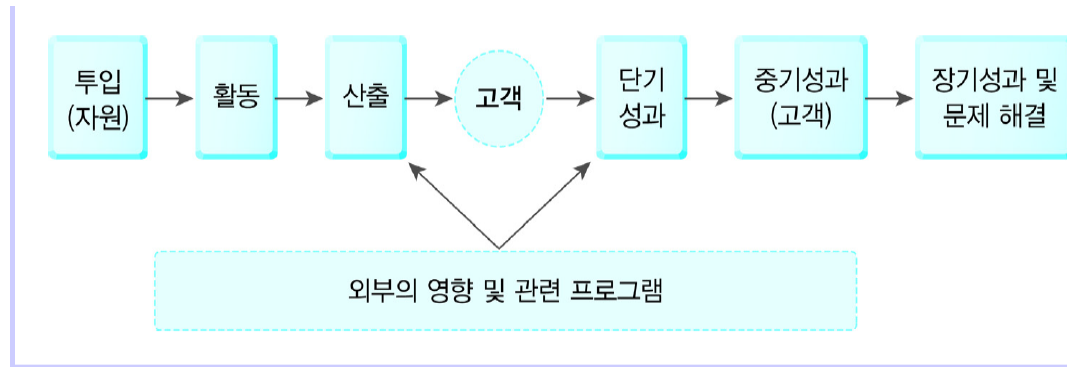 투입
(자원)
활동
산출
고객
단기
성과
중기성과
(고객)
장기성과 및
문제 해결
외부의 영향 및 관련 프로그램